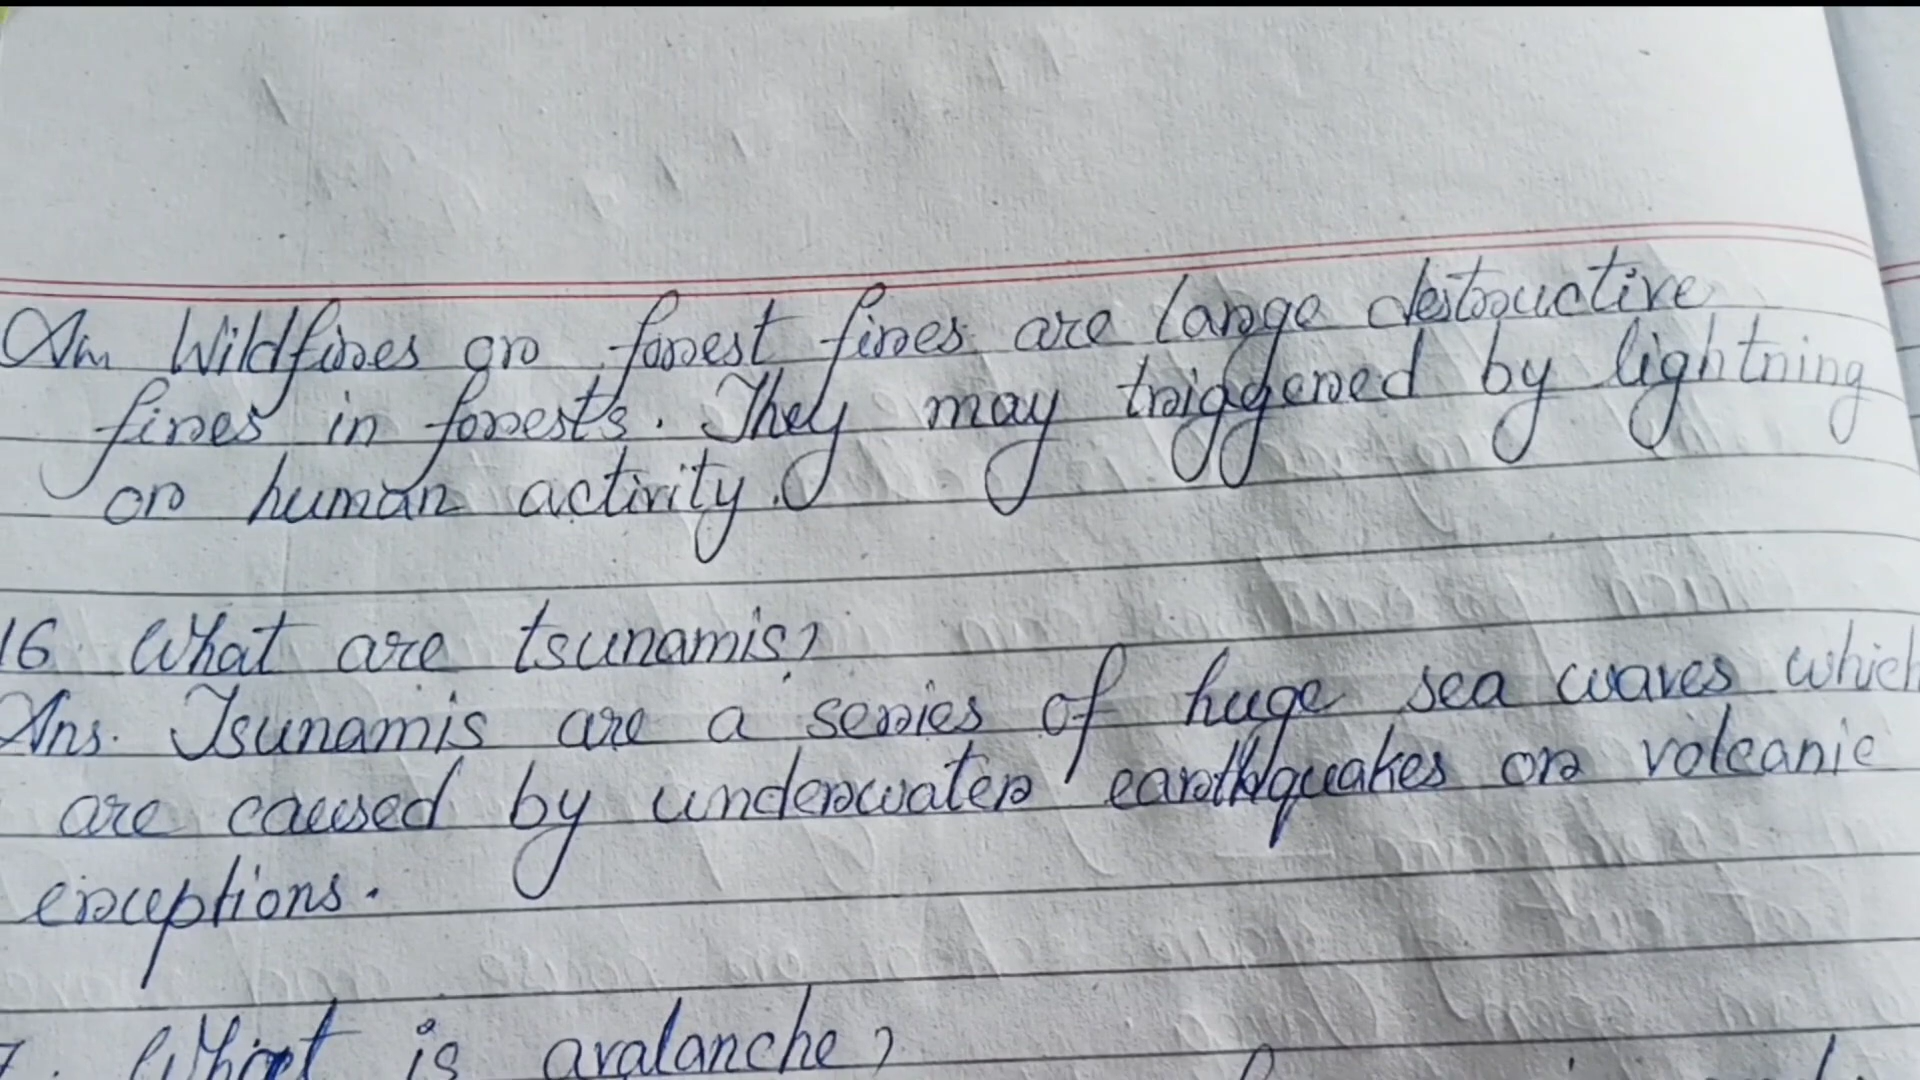 Ans Wildfires or forest fires are large destructive
fires in forests. They may triggered by lightning
or human activity.
16. What are tsunamis?
Ans. Tsunamis are a series of huge sea waves which
are caused by underwater earthquakes or volcanic
eruptions.
7. What is avalanche?